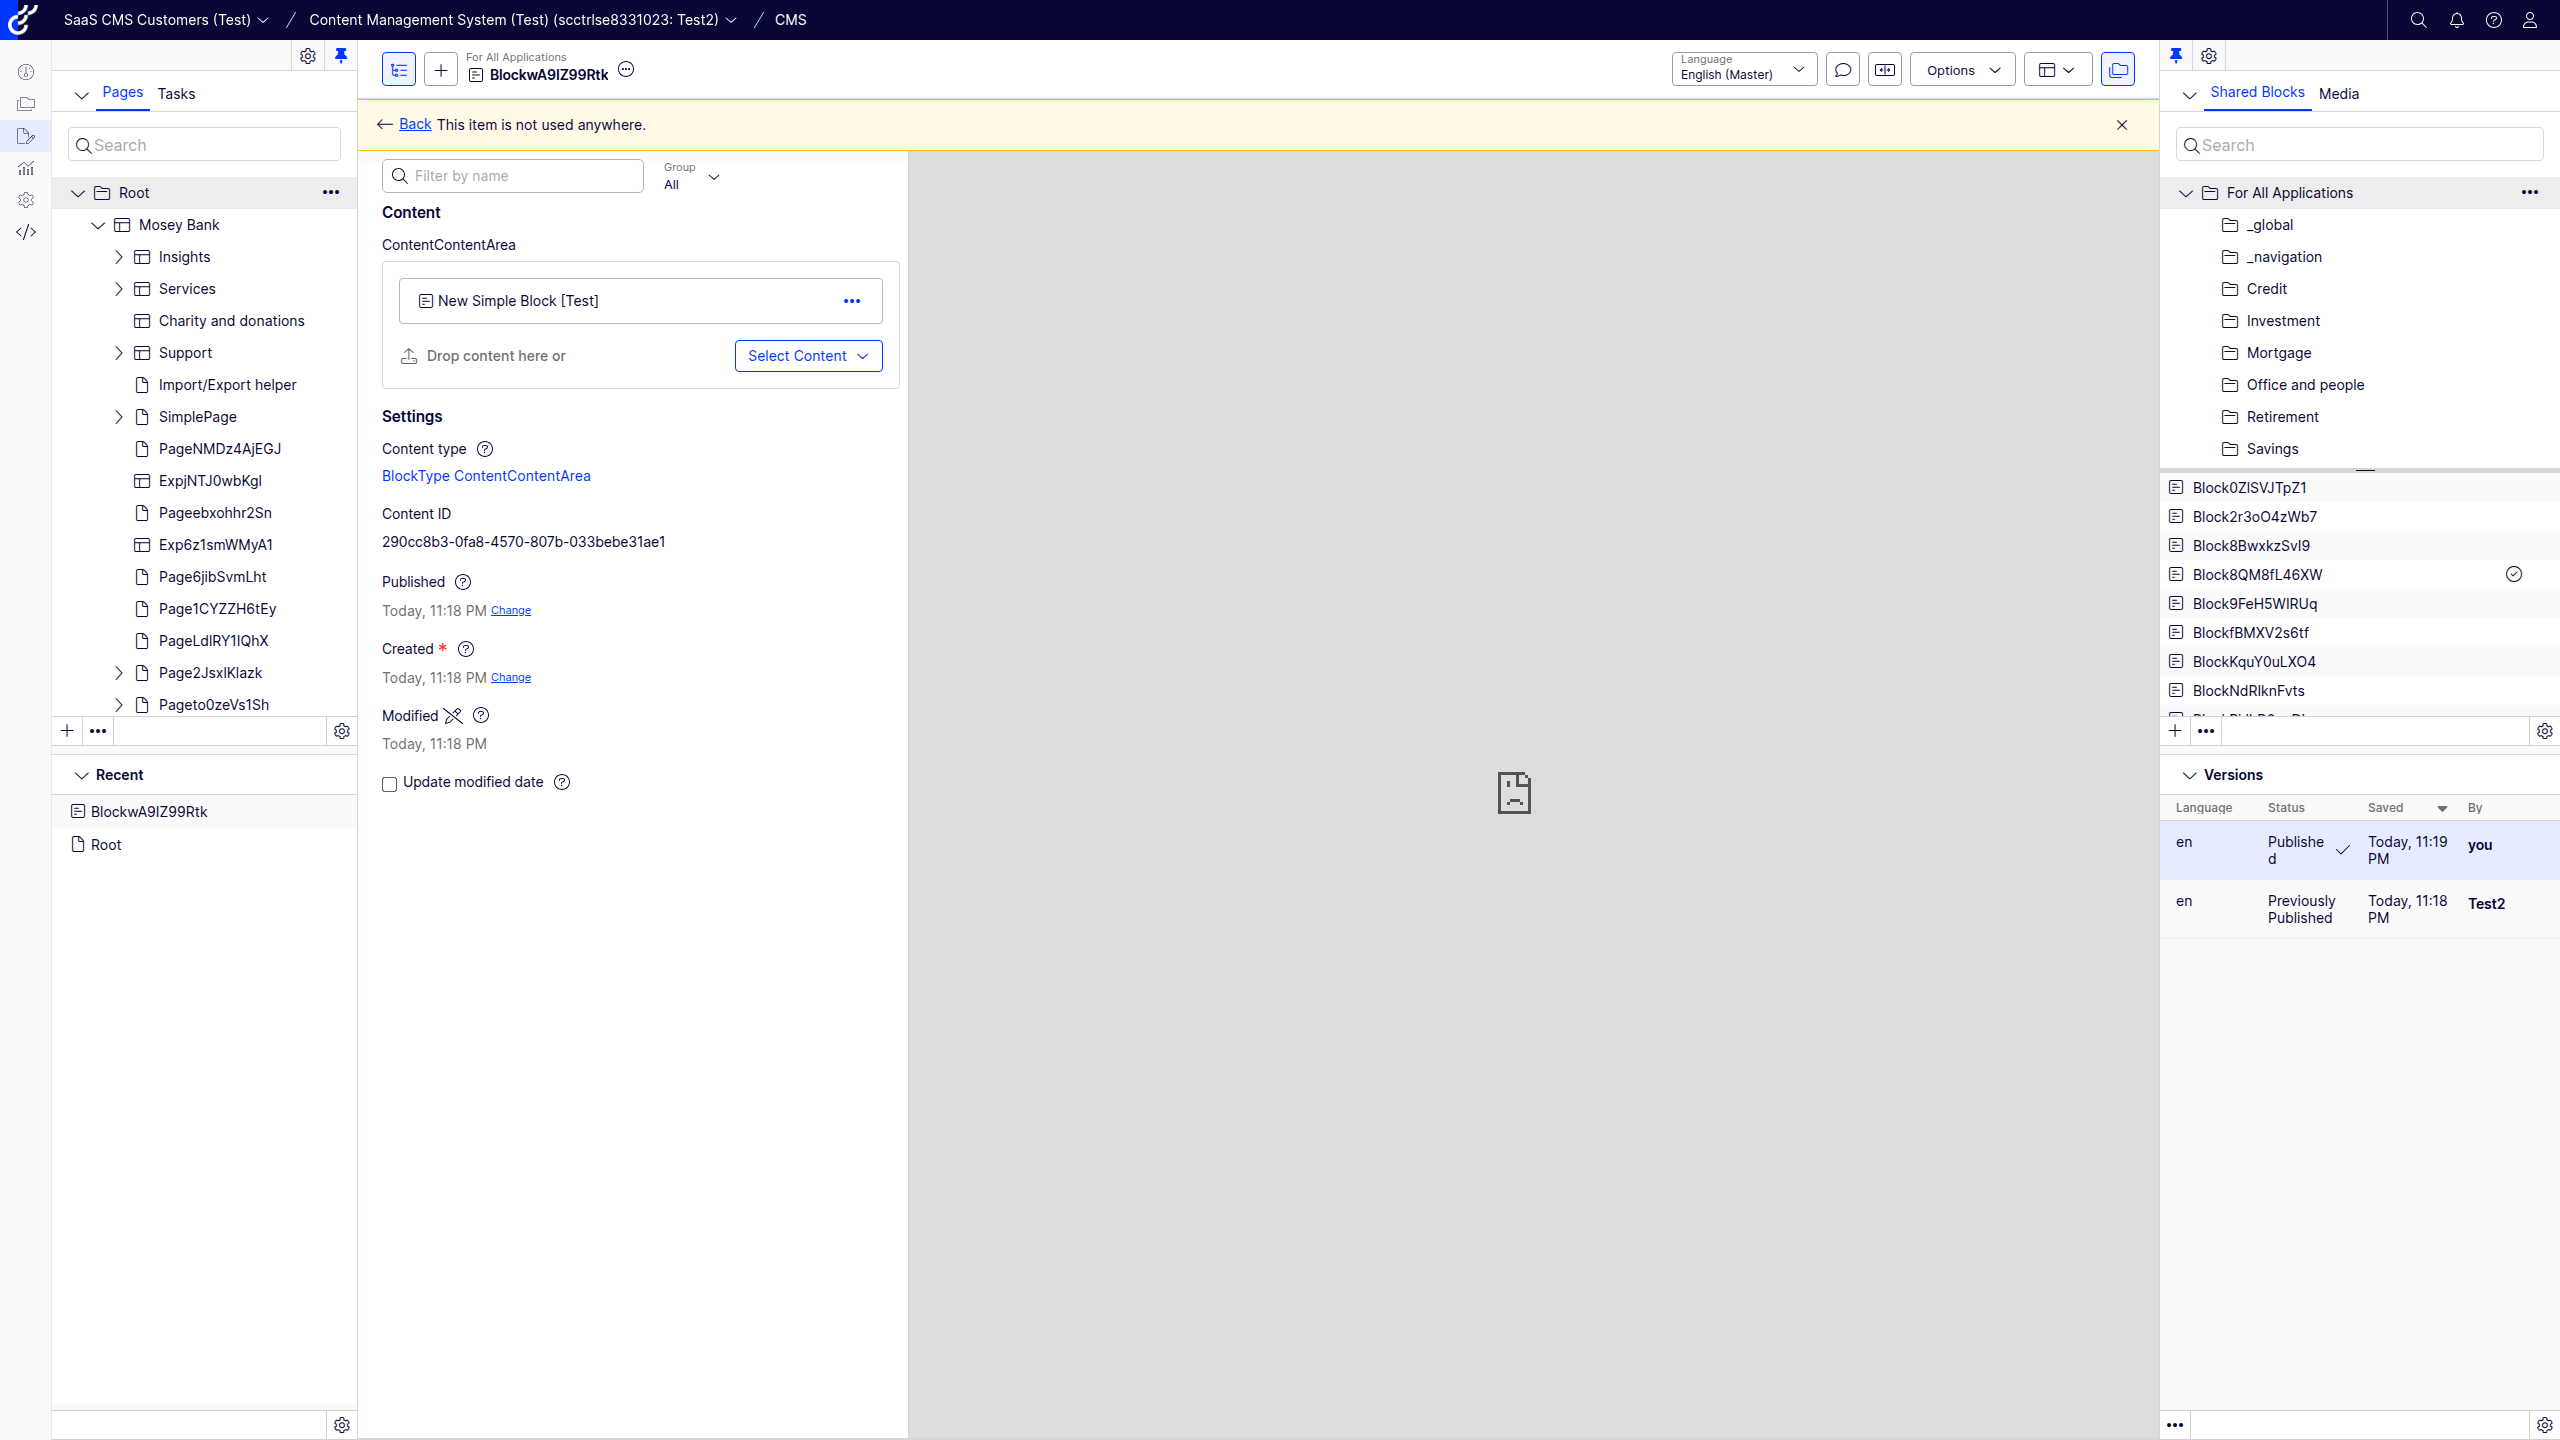 SaaS CMS Customers (Test)
Content Management System (Test) (scctrlse8331023: Test2)
CMS
Pages
Tasks
Search
Root
Mosey Bank
Insights
Services
Charity and donations
Support
Import/Export helper
SimplePage
PageNMDz4AjEGJ
ExpjNTJ0wbKgl
Pageebxohhr2Sn
Exp6z1smWMyA1
Page6jibSvmLht
Page1CYZZH6tEy
PageLdlRY1lQhX
Page2JsxlKlazk
Pageto0zeVs1Sh
Recent
BlockwA9lZ99Rtk
Root
For All Applications
BlockwA9lZ99Rtk
Language
English (Master)
Options
Back This item is not used anywhere.
Filter by name
Group
All
Content
ContentContentArea
New Simple Block [Test]
Drop content here or
Select Content
Settings
Content type
BlockType ContentContentArea
Content ID
290cc8b3-0fa8-4570-807b-033bebe31ae1
Published
Today, 11:18 PM Change
Created *
Today, 11:18 PM Change
Modified
Today, 11:18 PM
Update modified date
Shared Blocks
Media
Search
For All Applications
_global
_navigation
Credit
Investment
Mortgage
Office and people
Retirement
Savings
Block0ZlSVJTpZ1
Block2r3oO4zWb7
Block8BwxkzSvl9
Block8QM8fL46XW
Block9FeH5WlRUq
BlockfBMXV2s6tf
BlockKquY0uLXO4
BlockNdRlknFvts
Versions
Language Status Saved By
en Publishe
d Today, 11:19
PM you
en Previously
Published Today, 11:18
PM Test2